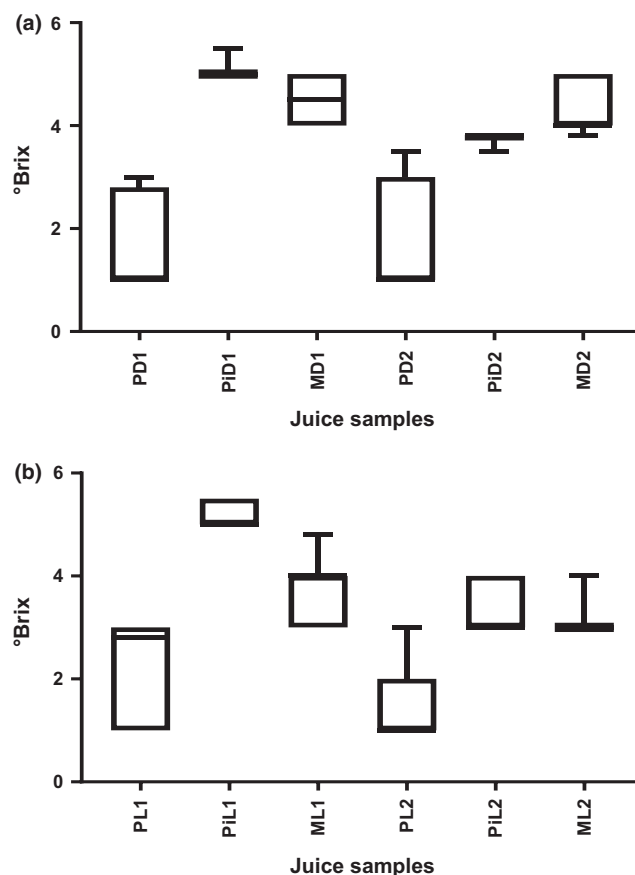 (a)
6
4
2
0
°Brix
PD1
PiD1
MD1
PD2
PiD2
MD2
Juice samples
(b)
6
4
2
0
°Brix
PL1
PiL1
ML1
PL2
PiL2
ML2
Juice samples